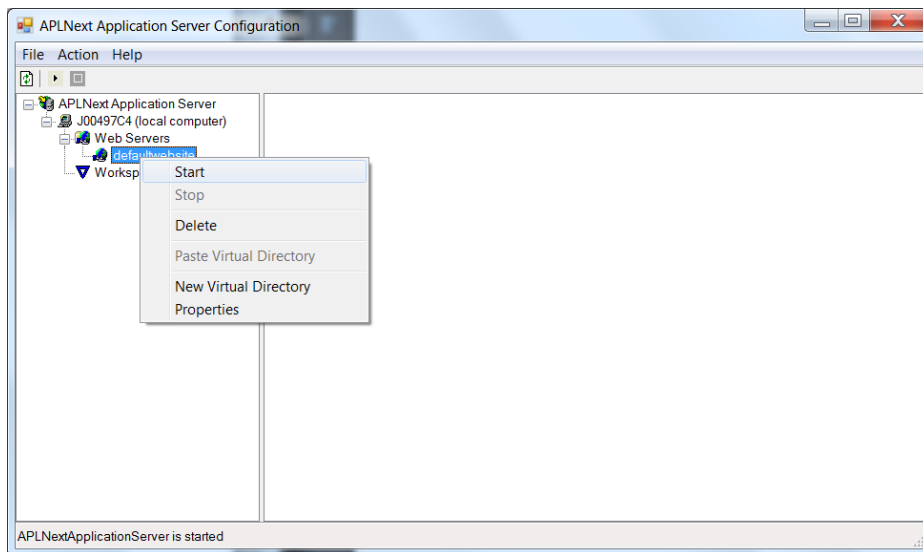 APLNext Application Server Configuration
File Action Help
APLNext Application Server
J00497C4 (local computer)
Web Servers
defaultwebsite
Worksp
Start
Stop
Delete
Paste Virtual Directory
New Virtual Directory
Properties
APLNextApplicationServer is started